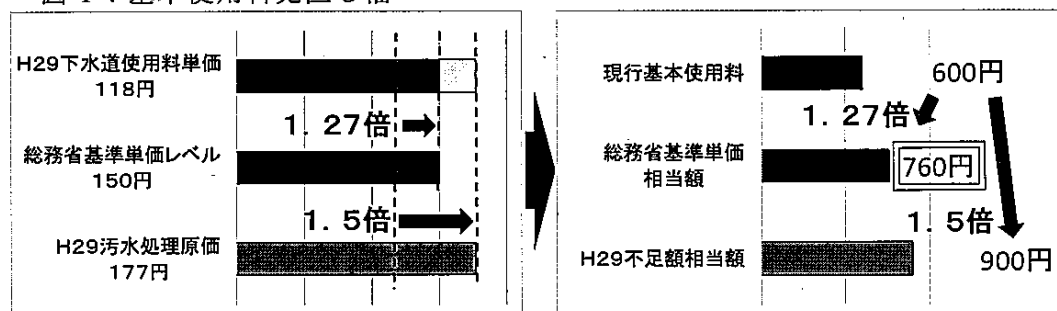 H29下水道使用料単価
118円
1.27倍
総務省基準単価レベル
150円
1.5倍
H29汚水処理原価
177円
現行基本使用料
600円
1.27倍
総務省基準単価
相当額
760円
1.5倍
H29不足額相当額
900円